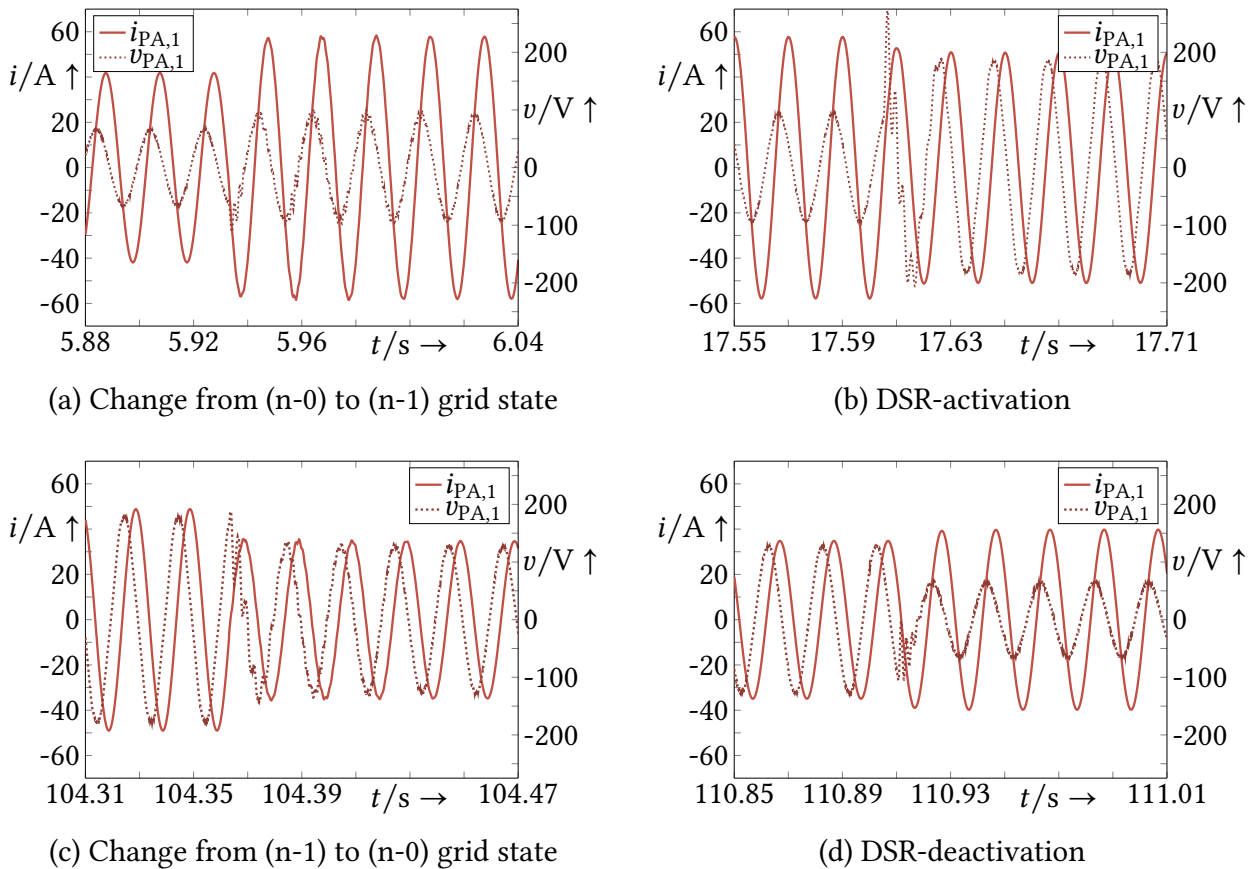 60
40
20
0
-20
-40
-60
i/A ↑
i_PA,1
v_PA,1
200
100
0
-100
-200
v/V ↑
5.88 5.92 5.96 t/s → 6.04
(a) Change from (n-0) to (n-1) grid state
60
40
20
0
-20
-40
-60
i/A ↑
i_PA,1
v_PA,1
200
100
0
-100
-200
v/V ↑
17.55 17.59 17.63 t/s → 17.71
(b) DSR-activation
60
40
20
0
-20
-40
-60
i/A ↑
i_PA,1
v_PA,1
200
100
0
-100
-200
v/V ↑
104.31 104.35 104.39 t/s → 104.47
(c) Change from (n-1) to (n-0) grid state
60
40
20
0
-20
-40
-60
i/A ↑
i_PA,1
v_PA,1
200
100
0
-100
-200
v/V ↑
110.85 110.89 110.93 t/s → 111.01
(d) DSR-deactivation